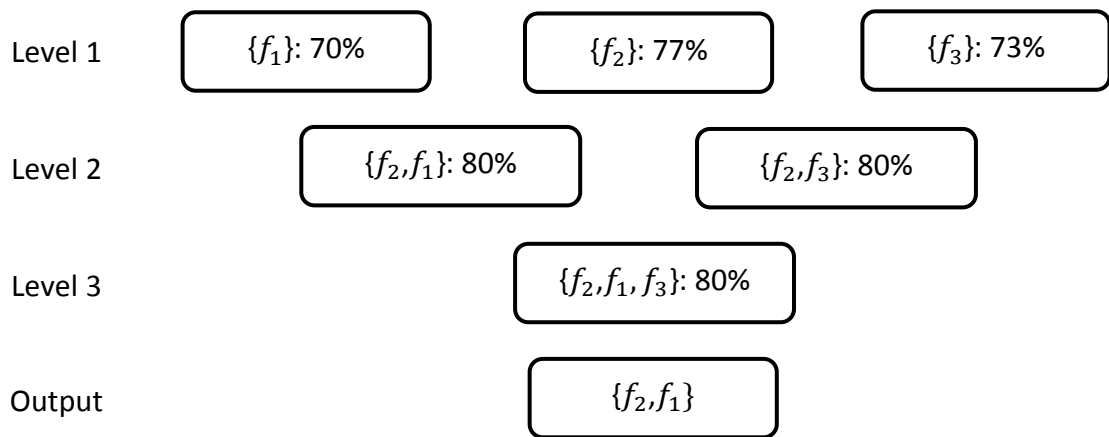 Level 1
{f₁}: 70%
{f₂}: 77%
{f₃}: 73%
Level 2
{f₂,f₁}: 80%
{f₂,f₃}: 80%
Level 3
{f₂,f₁, f₃}: 80%
Output
{f₂,f₁}